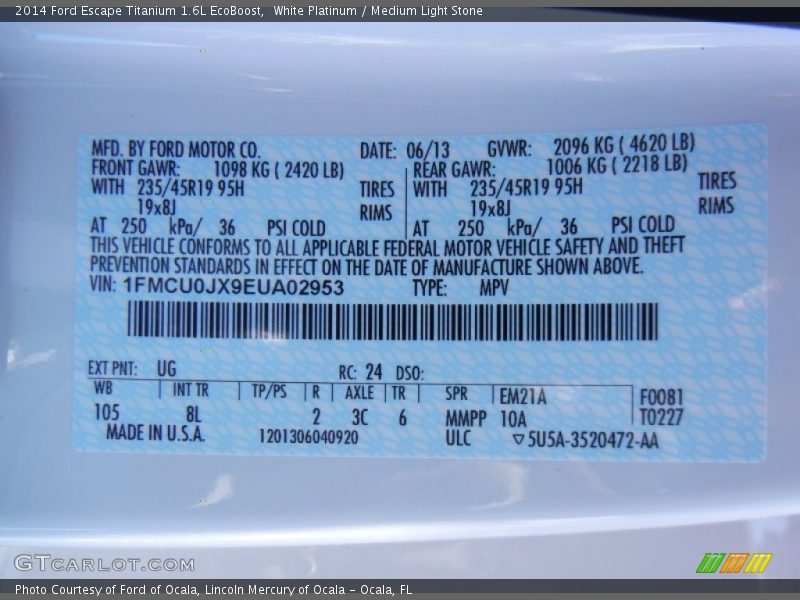 2014 Ford Escape Titanium 1.6L EcoBoost,  White Platinum / Medium Light Stone
MFD. BY FORD MOTOR CO. DATE: 06/13 GVWR: 2096 KG ( 4620 LB)
FRONT GAWR: 1098 KG ( 2420 LB) REAR GAWR: 1006 KG ( 2218 LB)
WITH 235/45R19 95H TIRES WITH 235/45R19 95H TIRES
19x8J RIMS 19x8J RIMS
AT 250 kPa/ 36 PSI COLD AT 250 kPa/ 36 PSI COLD
THIS VEHICLE CONFORMS TO ALL APPLICABLE FEDERAL MOTOR VEHICLE SAFETY AND THEFT
PREVENTION STANDARDS IN EFFECT ON THE DATE OF MANUFACTURE SHOWN ABOVE.
VIN: 1FMCU0JX9EUA02953 TYPE: MPV
EXT PNT: UG RC: 24 DSO:
WB INT TR TP/PS R AXLE TR SPR EM21A F0081
105 8L 2 3C 6 MMPP 10A T0227
MADE IN U.S.A. 1201306040920 ULC ▽5U5A-3520472-AA
GTCARLOT.COM
Photo Courtesy of Ford of Ocala, Lincoln Mercury of Ocala - Ocala, FL